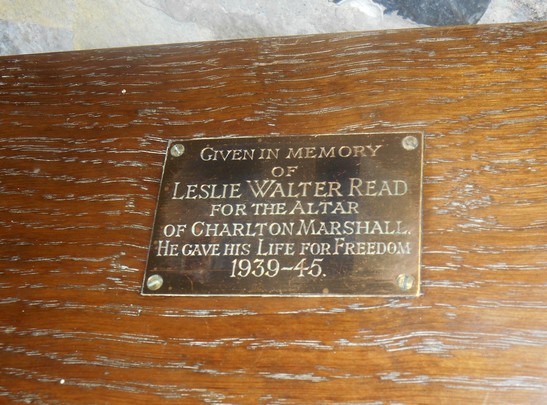 GIVEN IN MEMORY
OF
LESLIE WALTER READ
FOR THE ALTAR
OF CHARLTON MARSHALL.
HE GAVE HIS LIFE FOR FREEDOM
1939-45.